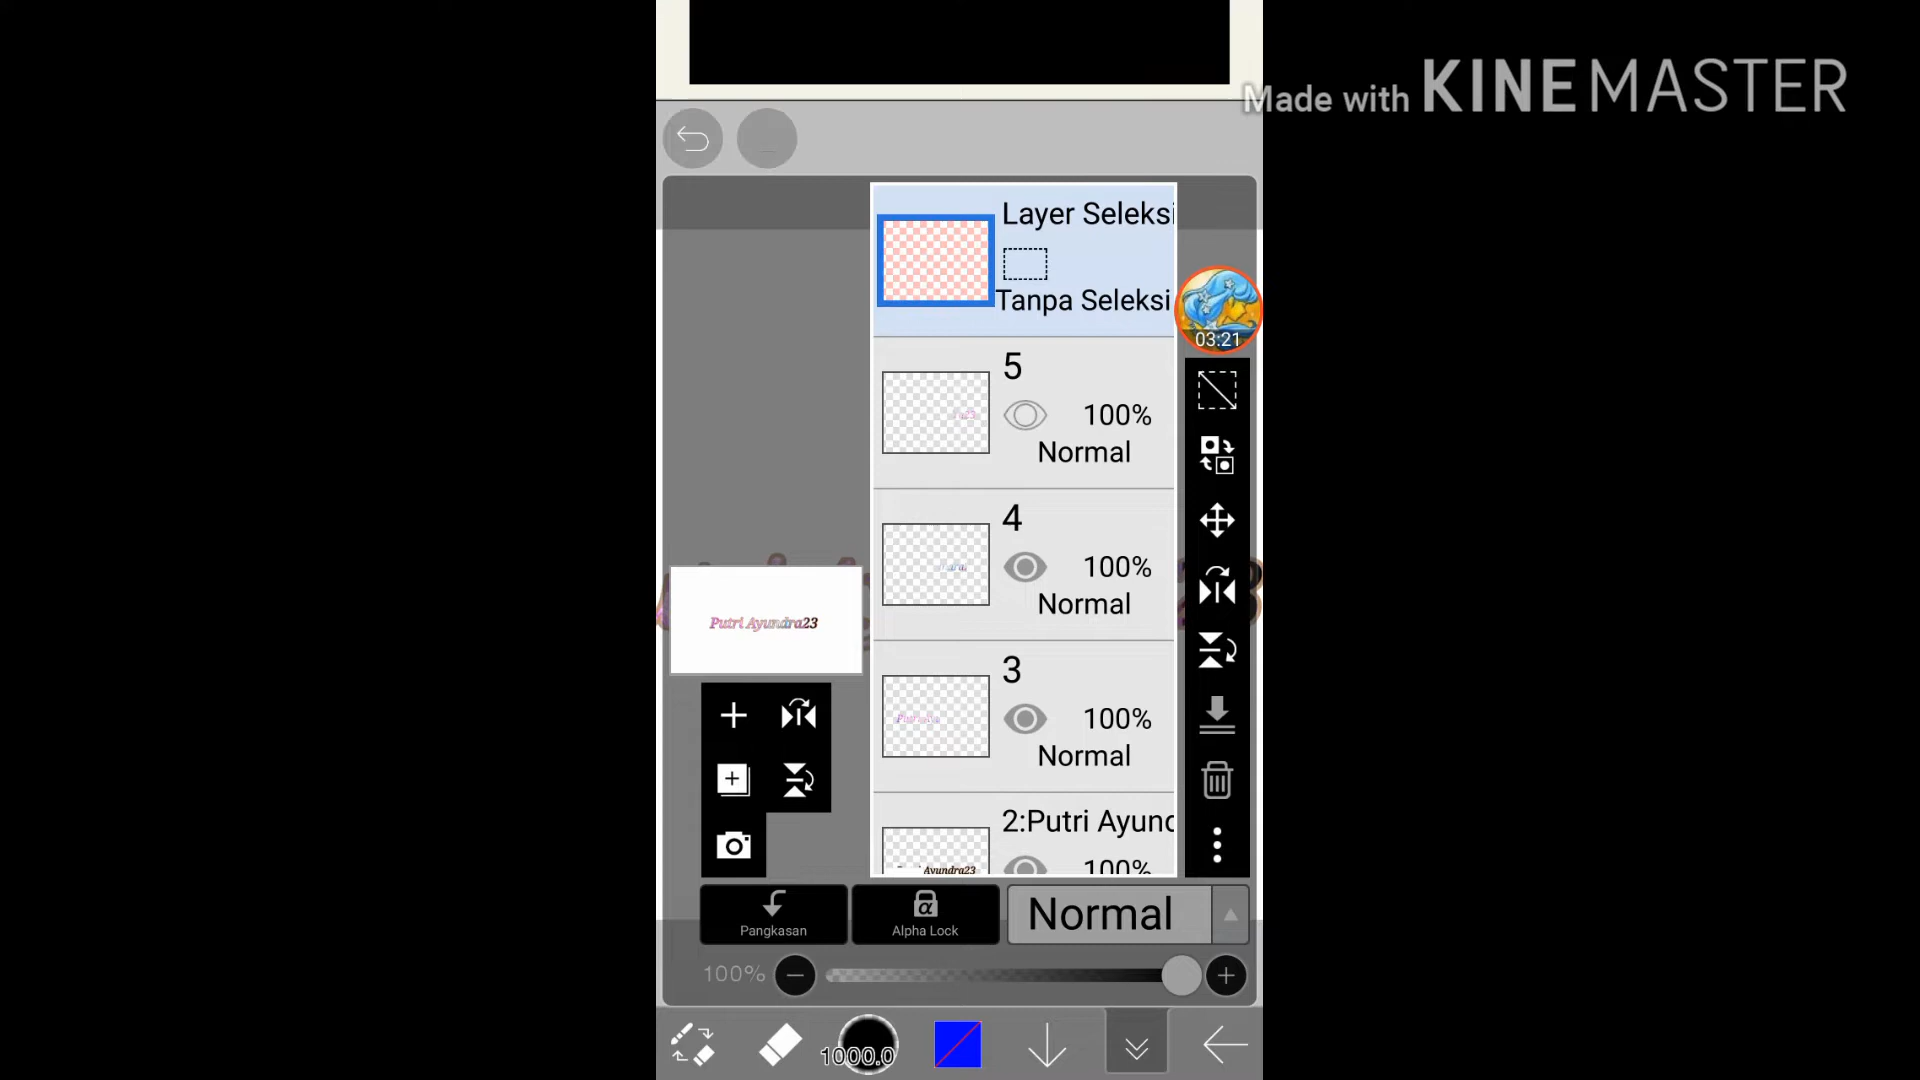 Made with KINEMASTER
Layer Seleksi
Tanpa Seleksi
03:21
5
100%
Normal
4
100%
Normal
3
100%
Normal
2:Putri Ayund
100%
Ayundra23
Putri Ayundra23
Pangkasan
α
Alpha Lock
Normal
100%
1000.0